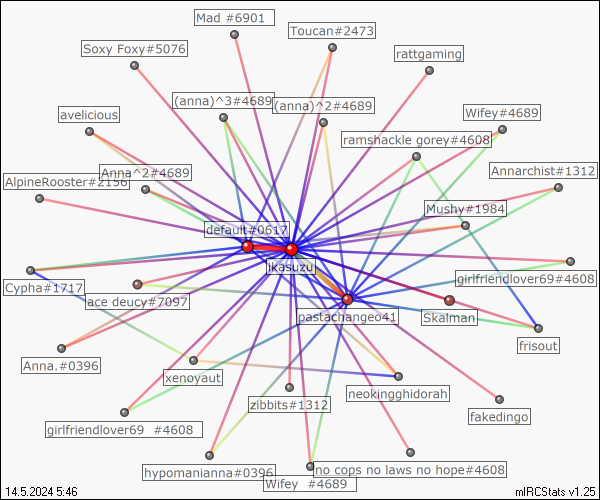 Mad #6901
Toucan#2473
Soxy Foxy#5076
rattgaming
(anna)^3#4689
(anna)^2#4689
avelicious
Wifey#4689
ramshackle gorey#4608
Anna^2#4689
Annarchist#1312
AlpineRooster#2156
Mushy#1984
default#0617
jkasuzu
girlfriendlover69#4608
Cypha#1717
lace deucy#7097
pastachangeo41
Skalman
frisout
Anna.#0396
xenoyaut
neokingghidorah
zibbits#1312
fakedingo
girlfriendlover69 #4608
hypomanianna#0396
no cops no laws no hope#4608
Wifey #4689
14.5.2024 5:46
mIRCStats v1.25